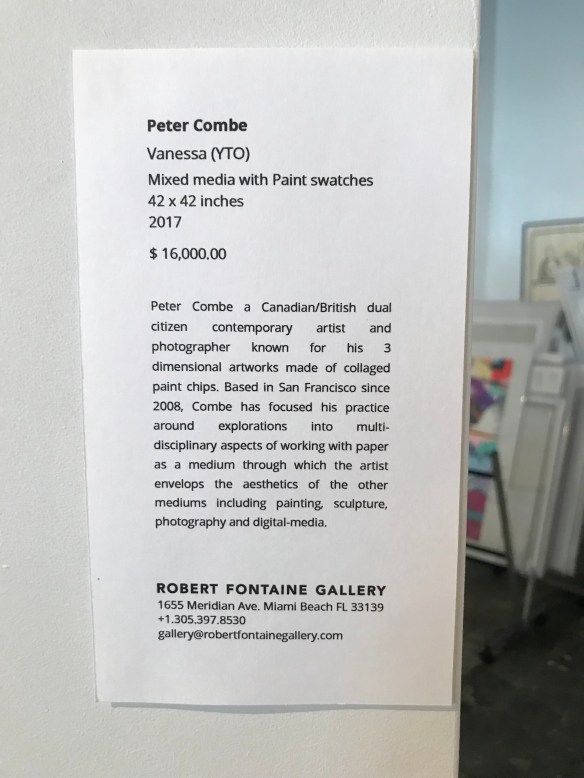 Peter Combe
Vanessa (YTO)
Mixed media with Paint swatches
42 x 42 inches
2017
$ 16,000.00
Peter Combe a Canadian/British dual
citizen contemporary artist and
photographer known for his 3
dimensional artworks made of collaged
paint chips. Based in San Francisco since
2008, Combe has focused his practice
around explorations into multi-
disciplinary aspects of working with paper
as a medium through which the artist
envelops the aesthetics of the other
mediums including painting, sculpture,
photography and digital-media.
ROBERT FONTAINE GALLERY
1655 Meridian Ave. Miami Beach FL 33139
+1.305.397.8530
gallery@robertfontainegallery.com